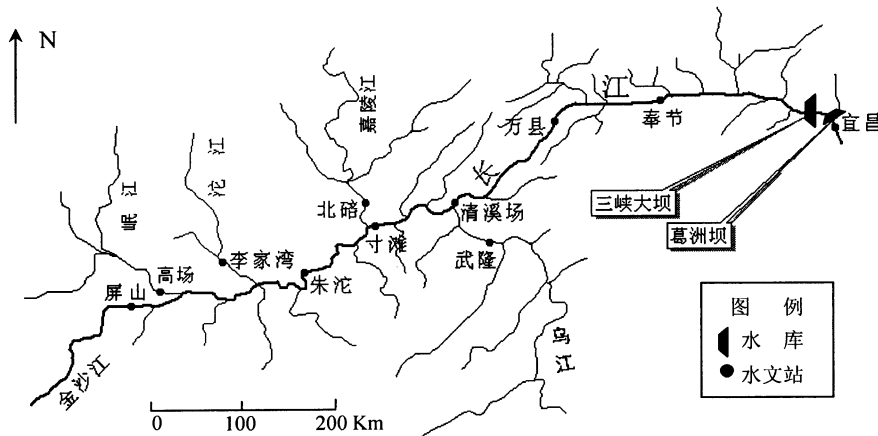 N
嘉陵江
沱江
岷江
长江
万县
奉节
宜昌
三峡大坝
葛洲坝
北碚
清溪场
寸滩
武隆
李家湾
朱沱
高场
屏山
金沙江
乌江
图 例
水 库
水文站
0 100 200 Km